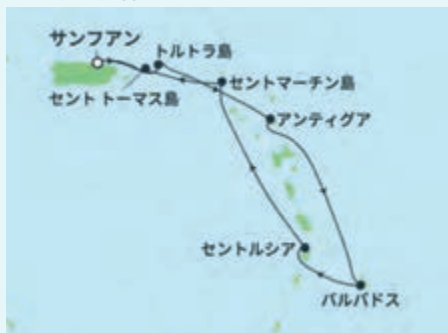 サンフアン
トルトラ島
セント トーマス島
セントマーチン島
アンティグア
セントルシア
バルバドス